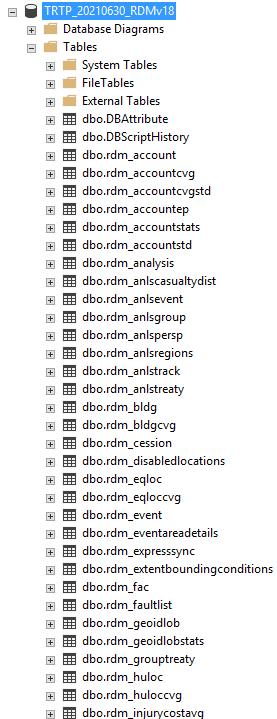 TRTP_20210630_RDMv18
Database Diagrams
Tables
System Tables
FileTables
External Tables
dbo.DBAttribute
dbo.DBScriptHistory
dbo.rdm_account
dbo.rdm_accountcvg
dbo.rdm_accountcvgstd
dbo.rdm_accountep
dbo.rdm_accountstats
dbo.rdm_accountstd
dbo.rdm_analysis
dbo.rdm_anlscasualtydist
dbo.rdm_anlsevent
dbo.rdm_anlsgroup
dbo.rdm_anlspersp
dbo.rdm_anlsregions
dbo.rdm_anlstrack
dbo.rdm_anlstreaty
dbo.rdm_bldg
dbo.rdm_bldgcvg
dbo.rdm_cession
dbo.rdm_disabledlocations
dbo.rdm_eqloc
dbo.rdm_eqloccvg
dbo.rdm_event
dbo.rdm_eventareadetails
dbo.rdm_expresssync
dbo.rdm_extentboundingconditions
dbo.rdm_fac
dbo.rdm_faultlist
dbo.rdm_geoidlob
dbo.rdm_geoidlobstats
dbo.rdm_grouptreaty
dbo.rdm_huloc
dbo.rdm_huloccvg
dbo.rdm_injurycostavg